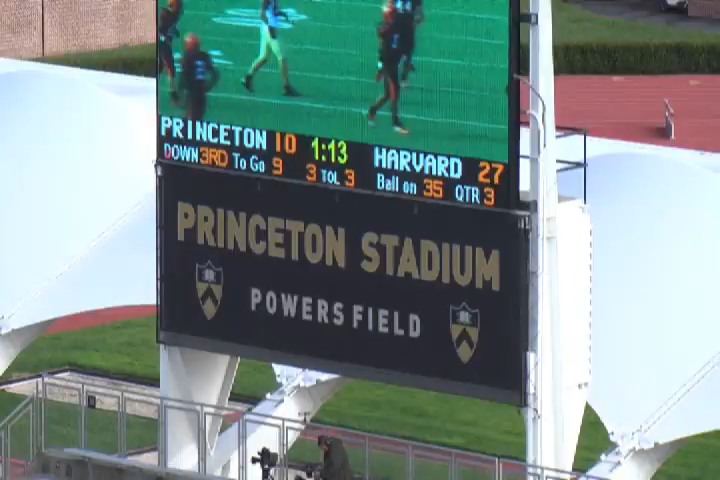 PRINCETON 10 1:13 HARVARD 27
DOWN 3RD To Go 9 3 TOL 3 Ball on 35 QTR 3
PRINCETON STADIUM
POWERS FIELD